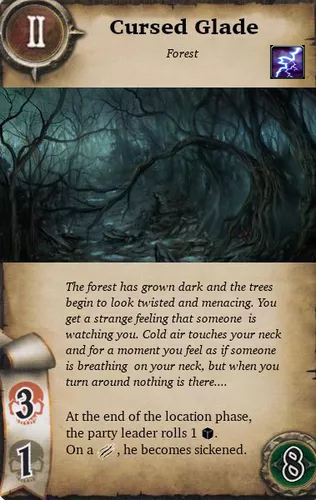 II
Cursed Glade
Forest
The forest has grown dark and the trees
begin to look twisted and menacing. You
get a strange feeling that someone is
watching you. Cold air touches your neck
and for a moment you feel as if someone
is breathing on your neck, but when you
turn around nothing is there....
3
At the end of the location phase,
the party leader rolls 1 .
On a , he becomes sickened.
1
8